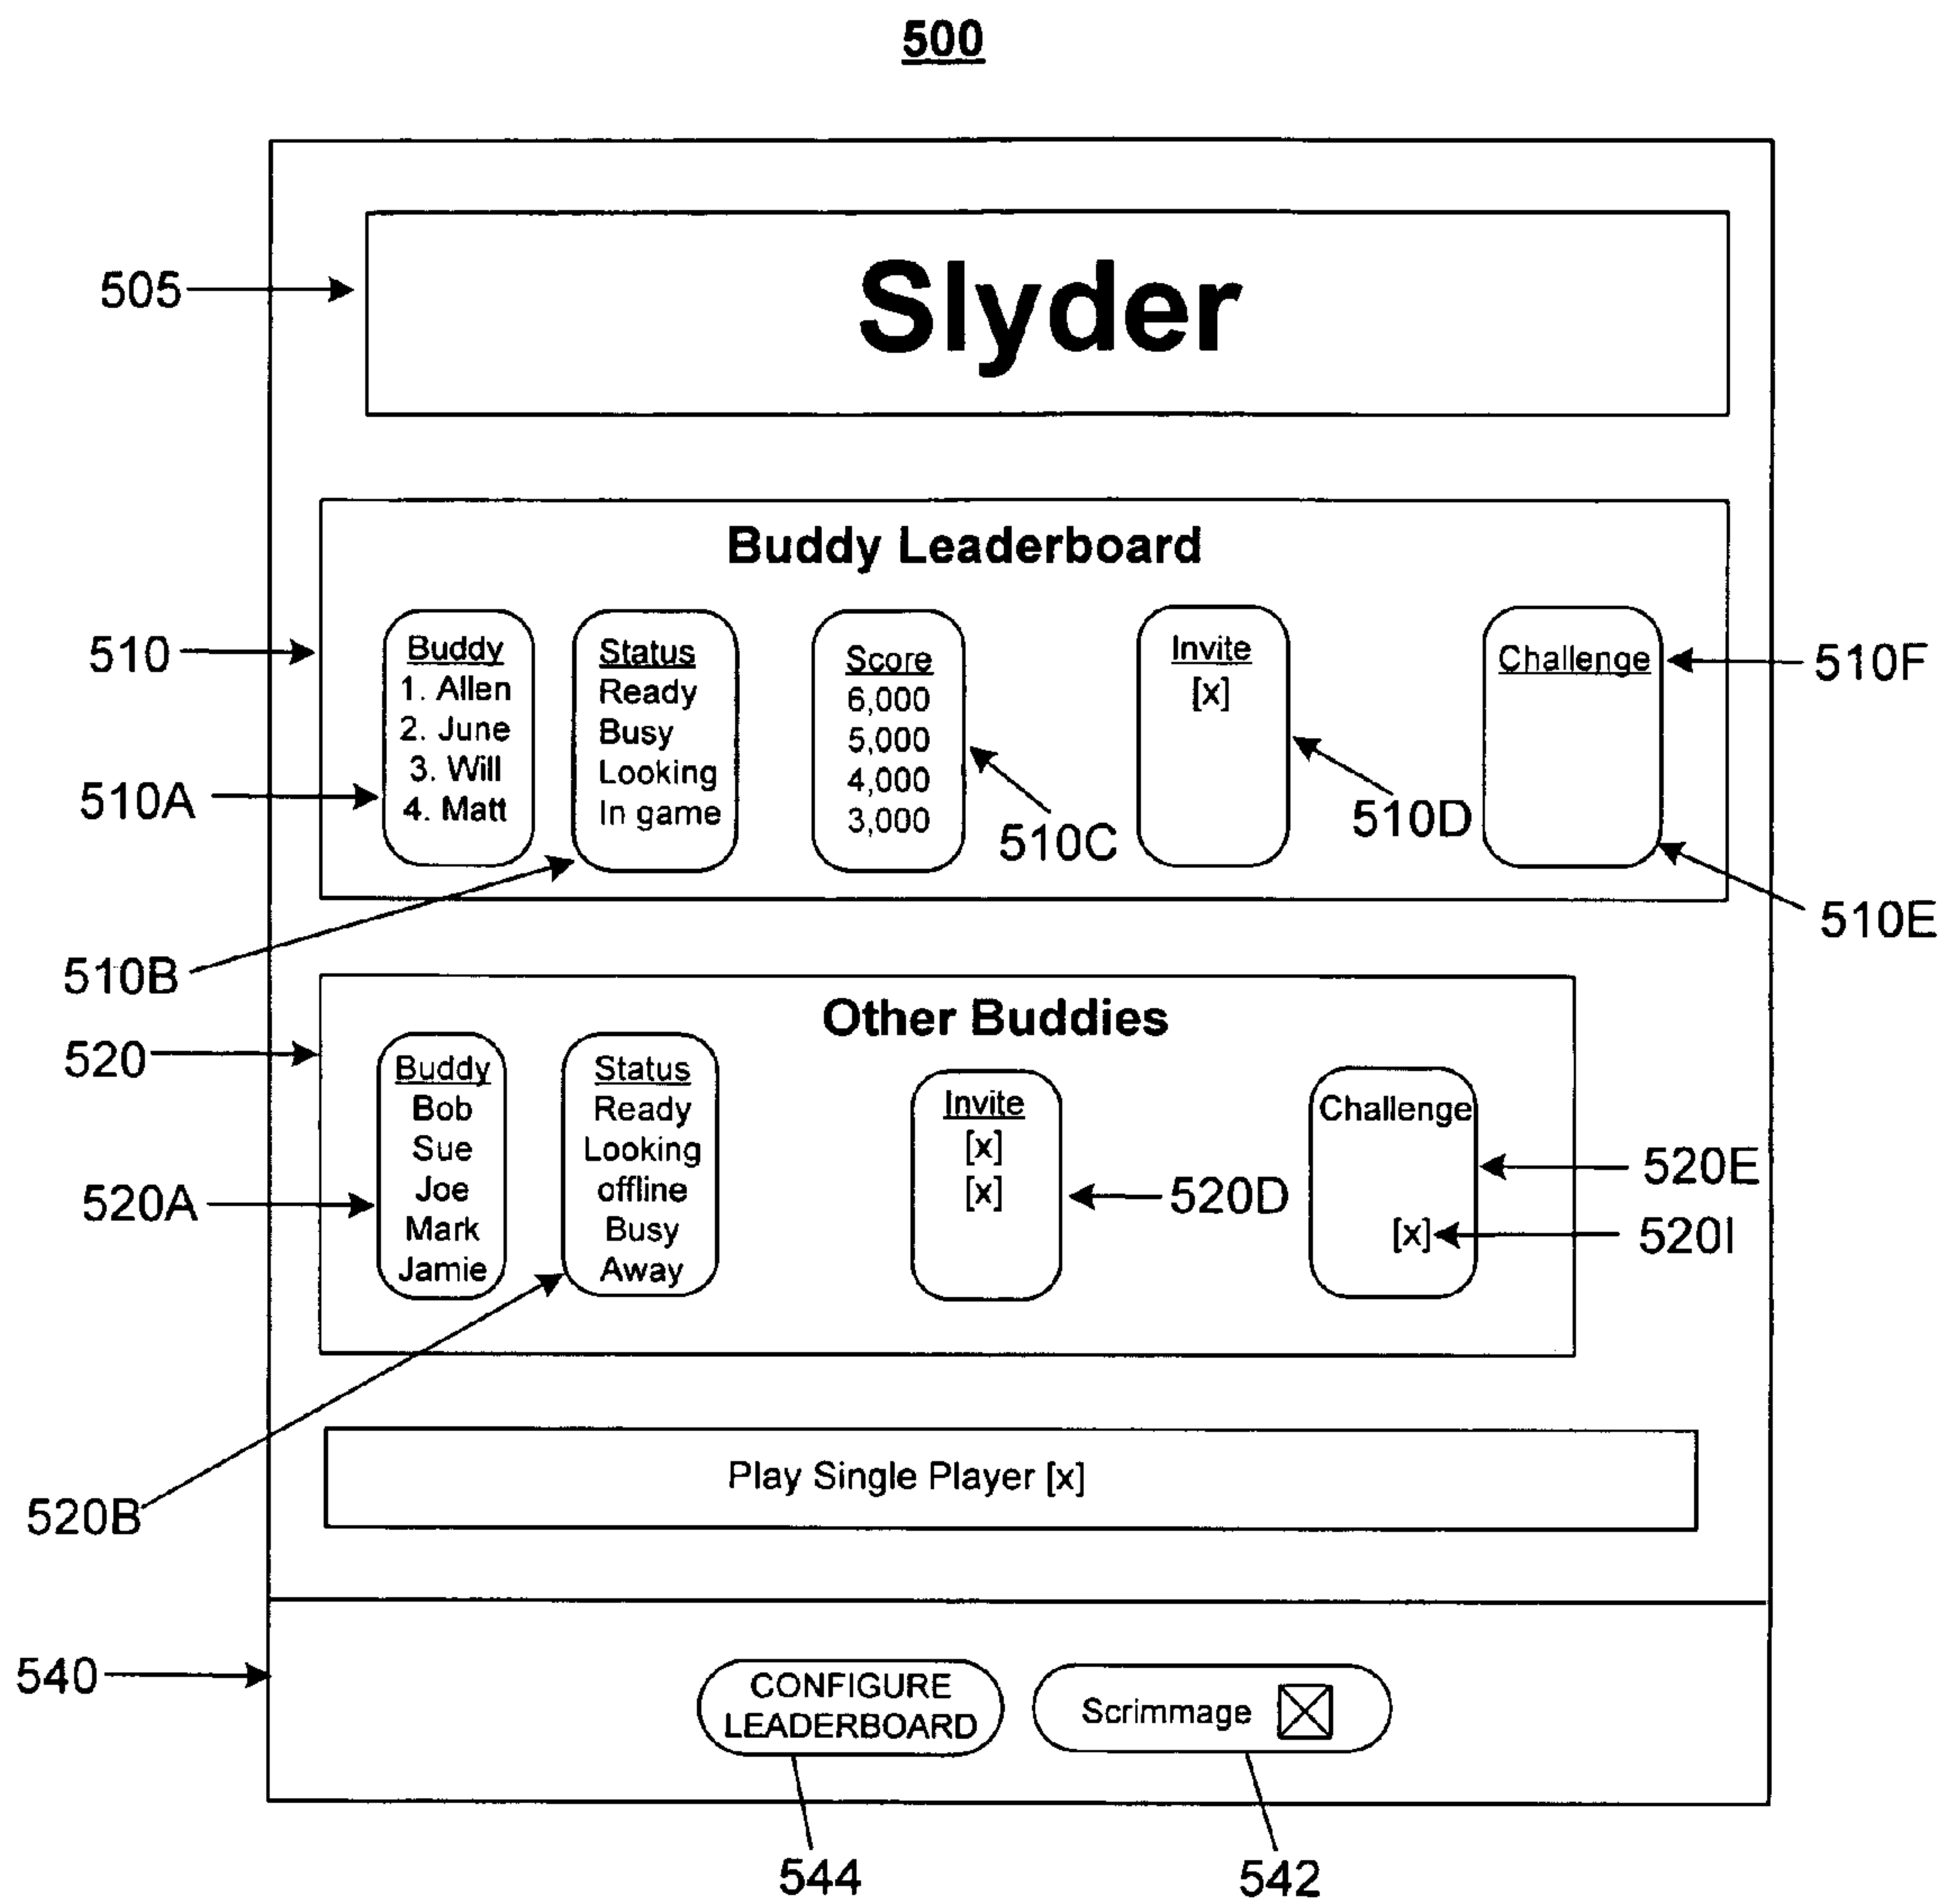 500
505
Slyder
Buddy Leaderboard
510
Buddy
1. Allen
2. June
3. Will
4. Matt
510A
Status
Ready
Busy
Looking
In game
510B
Score
6,000
5,000
4,000
3,000
510C
Invite
[x]
510D
Challenge
510F
510E
Other Buddies
520
Buddy
Bob
Sue
Joe
Mark
Jamie
520A
Status
Ready
Looking
offline
Busy
Away
520B
Invite
[x]
[x]
520D
Challenge
520E
[x]
520I
Play Single Player [x]
540
CONFIGURE
LEADERBOARD
Scrimmage
544
542